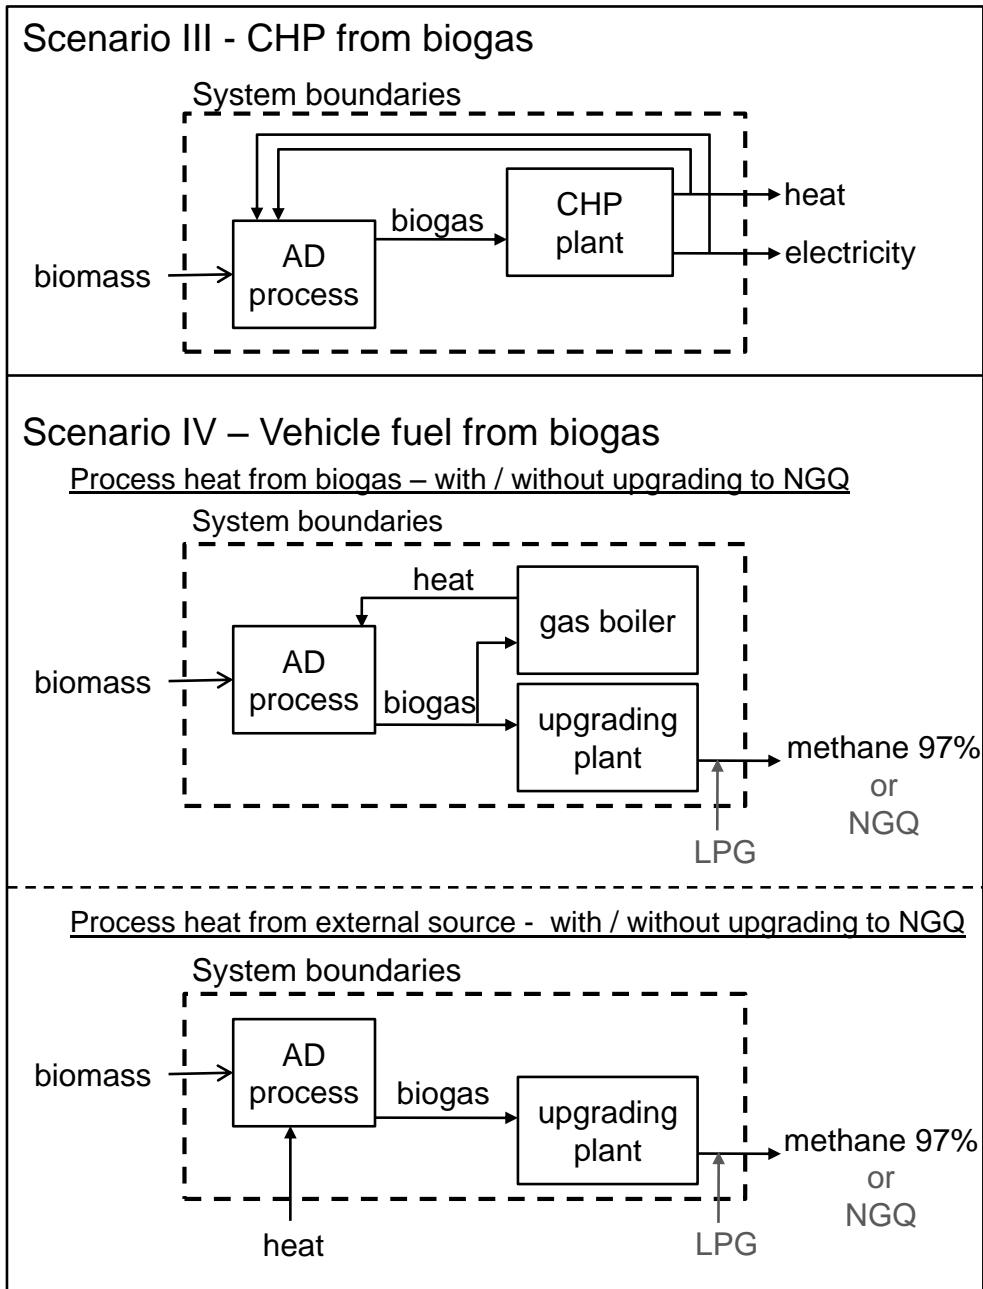 Scenario III - CHP from biogas
System boundaries
CHP
plant
heat
biogas
AD
process
biomass
electricity
Scenario IV – Vehicle fuel from biogas
Process heat from biogas – with / without upgrading to NGQ
System boundaries
heat
gas boiler
AD
process
biomass
biogas
upgrading
plant
methane 97%
or
NGQ
LPG
Process heat from external source - with / without upgrading to NGQ
System boundaries
AD
process
biomass
biogas
upgrading
plant
methane 97%
or
NGQ
heat
LPG